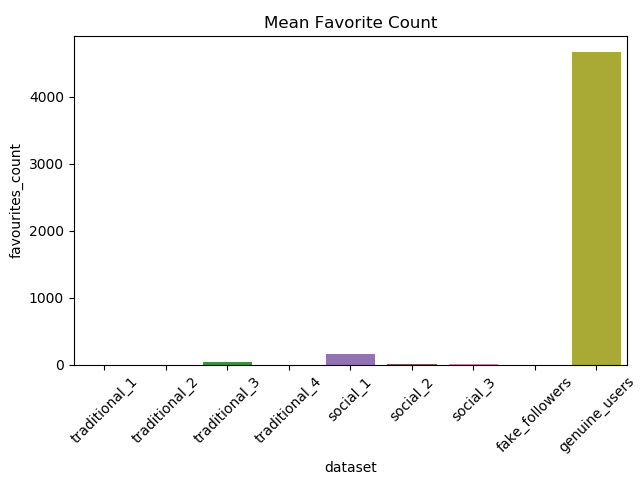 Mean Favorite Count
favourites_count
4000
3000
2000
1000
0
traditional_1
traditional_2
traditional_3
traditional_4
social_1
social_2
social_3
fake_followers
genuine_users
dataset